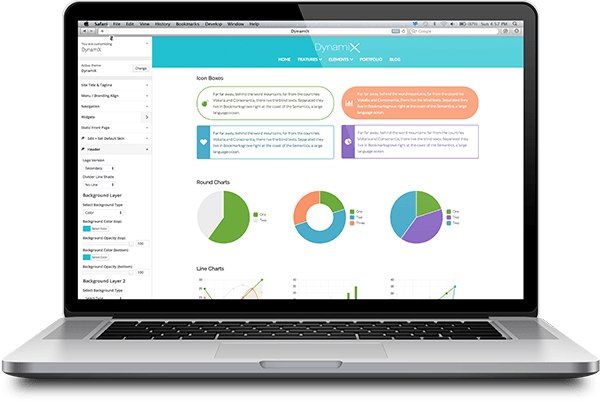 Safari File Edit View History Bookmarks Develop Window Help
Sun 8:57 PM
DynamiX
Google
You are customizing
DynamiX
Active theme
DynamiX
Change
Site Title & Tagline
Menu / Branding Align
Navigation
Widgets
Static Front Page
Edit + Set Default Skin
Header
Logo Version
Secondary
Divider Line Shade
No Line
Background Layer
Select Background Type
Color
Background Color (top)
Select Color
Background Opacity (top)
100
Background Color (bottom)
Select Color
Background Opacity (bottom)
100
Background Layer 2
Select Background Type
Select Type
DynamiX
HOME FEATURES ELEMENTS PORTFOLIO BLOG
Icon Boxes
Far far away, behind the word mountains, far from the countries
Vokalia and Consonantia, there live the blind texts. Separated they
live in Bookmarksgrove right at the coast of the Semantics, a large
language ocean.
Far far away, behind the word mountains, far from the countries
Vokalia and Consonantia, there live the blind texts. Separated they
live in Bookmarksgrove right at the coast of the Semantics, a large
language ocean.
Far far away, behind the word mountains, far from the countries
Vokalia and Consonantia, there live the blind texts. Separated they
live in Bookmarksgrove right at the coast of the Semantics, a large
language ocean.
Far far away, behind the word mountains, far from the countries
Vokalia and Consonantia, there live the blind texts. Separated they
live in Bookmarksgrove right at the coast of the Semantics, a large
language ocean.
Round Charts
One
Two
One
Two
Three
One
Two
Line Charts